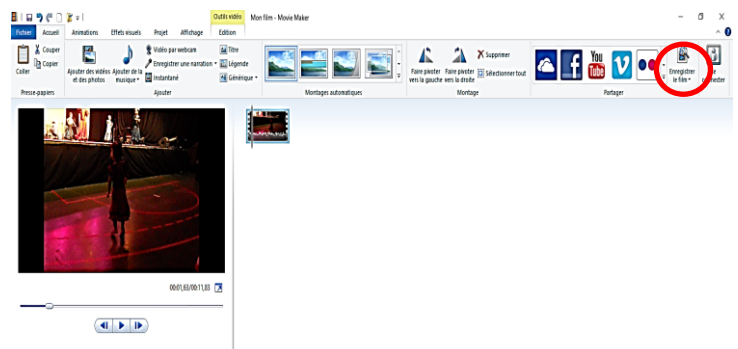 Outils vidéo Mon film - Movie Maker
Fichier Accueil Animations Effets visuels Projet Affichage Edition
Coller
Couper
Copier
Presse-papiers
Ajouter des vidéos
et des photos
Ajouter de la
musique
Vidéo par webcam
Enregistrer une narration
Instantané
Titre
Légende
Générique
Ajouter
Montages automatiques
Faire pivoter
vers la gauche
Faire pivoter
vers la droite
Supprimer
Sélectionner tout
Montage
f
You
Tube
V
Partager
Enregistrer
le film
00:01,63/00:11,83